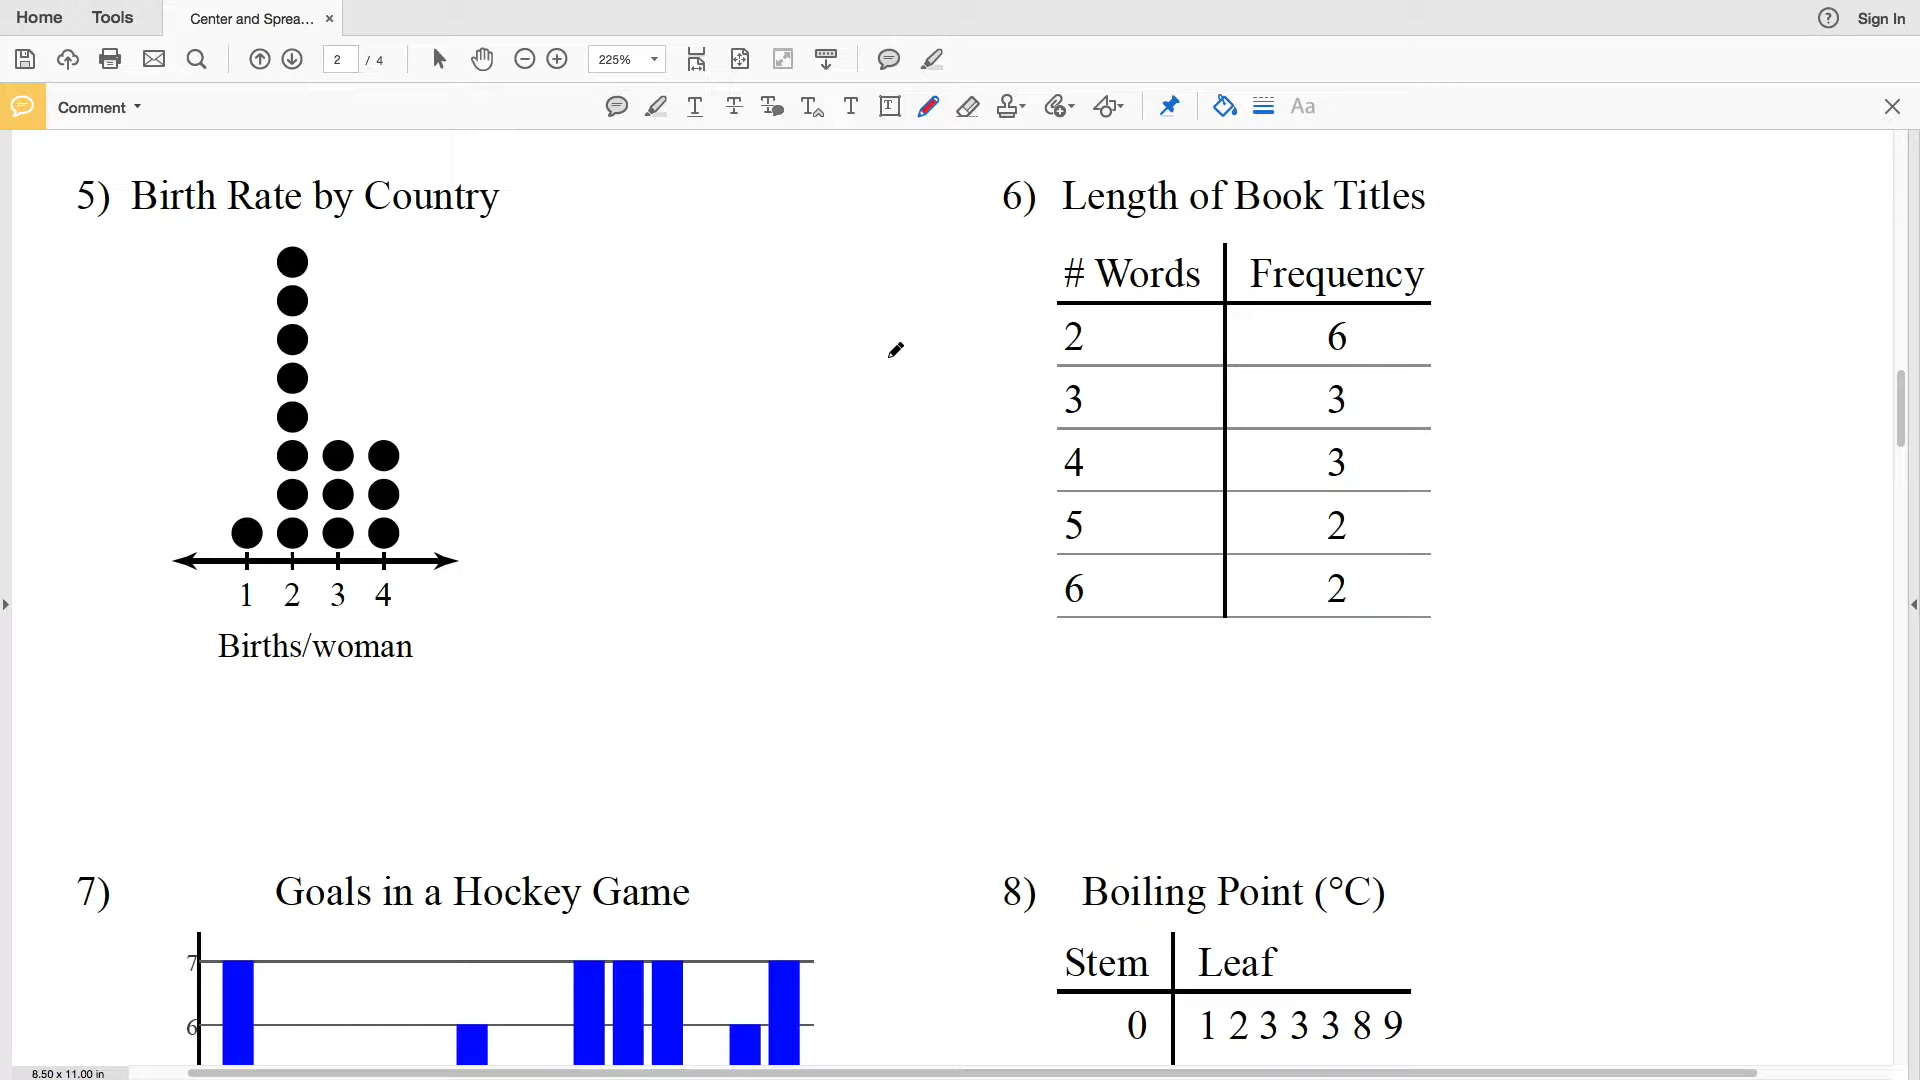 Home Tools Center and Sprea... × ? Sign In
2 / 4 225%
Comment T T T T T T Aa
5) Birth Rate by Country
1 2 3 4
Births/woman
6) Length of Book Titles
# Words Frequency
2 6
3 3
4 3
5 2
6 2
7) Goals in a Hockey Game
7
6
8) Boiling Point (°C)
Stem Leaf
0 1 2 3 3 3 8 9
8.50 x 11.00 in